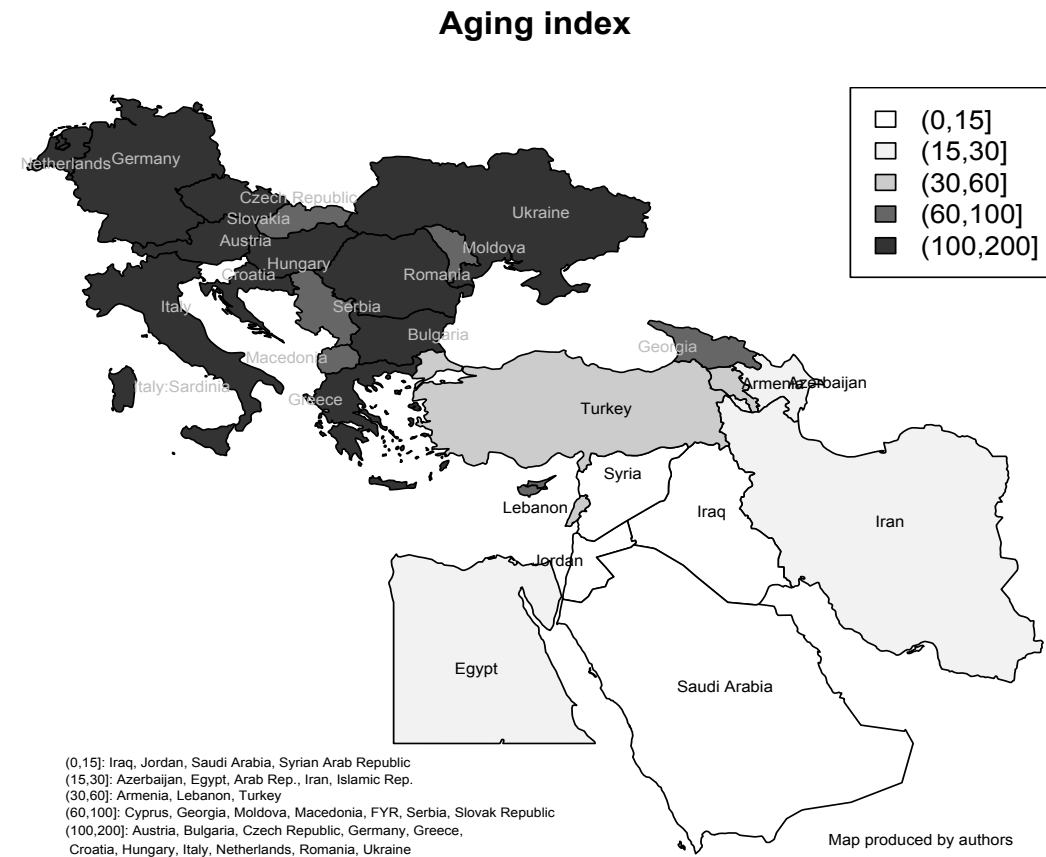 Aging index
(0,15]
(15,30]
(30,60]
(60,100]
(100,200]
Netherlands
Germany
Czech Republic
Slovakia
Ukraine
Austria
Moldova
Hungary
Croatia
Romania
Italy
Serbia
Bulgaria
Macedonia
Georgia
Italy:Sardinia
Greece
Armenia
Azerbaijan
Turkey
Syria
Lebanon
Iraq
Iran
Jordan
Egypt
Saudi Arabia
(0,15]: Iraq, Jordan, Saudi Arabia, Syrian Arab Republic
(15,30]: Azerbaijan, Egypt, Arab Rep., Iran, Islamic Rep.
(30,60]: Armenia, Lebanon, Turkey
(60,100]: Cyprus, Georgia, Moldova, Macedonia, FYR, Serbia, Slovak Republic
(100,200]: Austria, Bulgaria, Czech Republic, Germany, Greece,
Croatia, Hungary, Italy, Netherlands, Romania, Ukraine
Map produced by authors